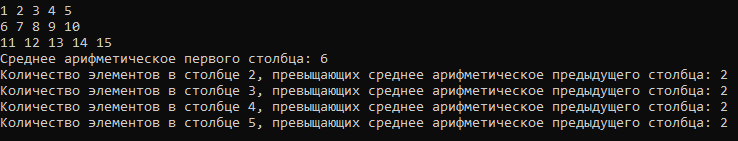 1 2 3 4 5
6 7 8 9 10
11 12 13 14 15
Среднее арифметическое первого столбца: 6
Количество элементов в столбце 2, превыщающих среднее арифметическое предыдущего столбца: 2
Количество элементов в столбце 3, превыщающих среднее арифметическое предыдущего столбца: 2
Количество элементов в столбце 4, превыщающих среднее арифметическое предыдущего столбца: 2
Количество элементов в столбце 5, превыщающих среднее арифметическое предыдущего столбца: 2